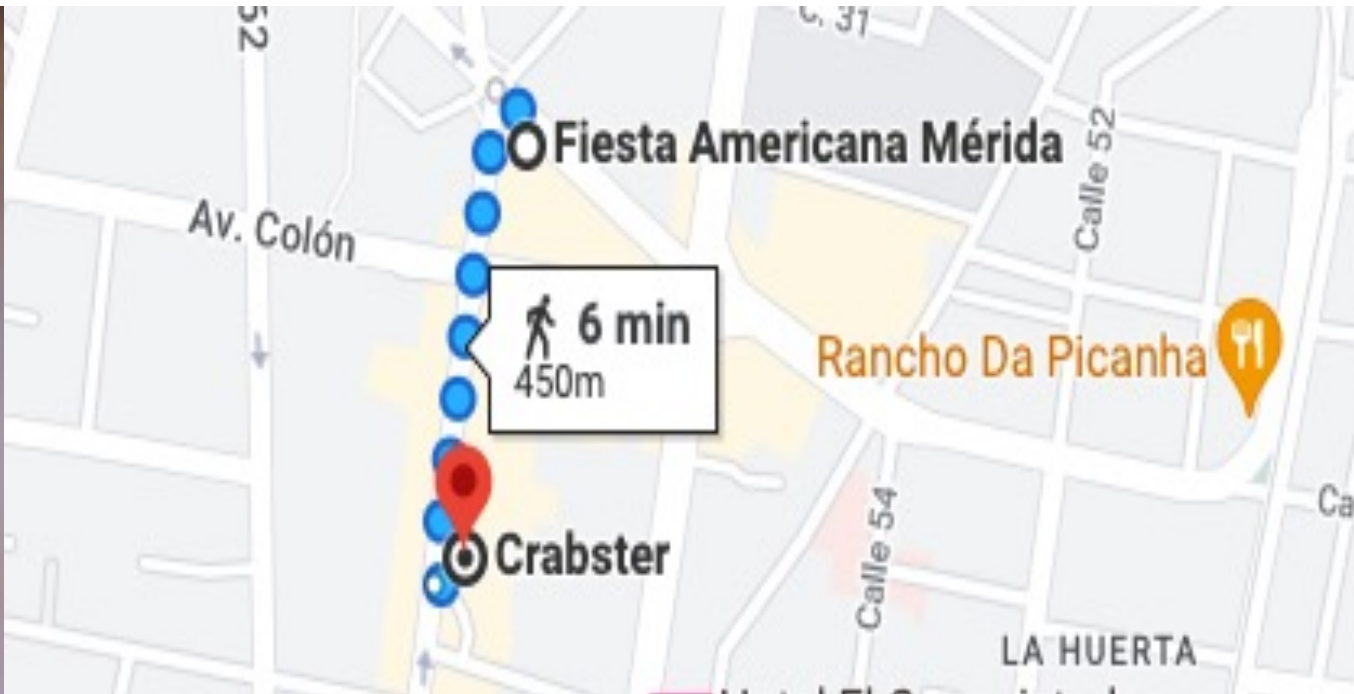 52
C. 31
Fiesta Americana Mérida
Calle 52
Av. Colón
6 min
450m
Rancho Da Picanha
Calle 54
Ca
Crabster
LA HUERTA